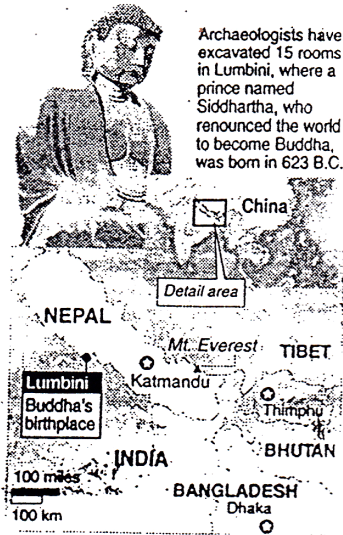 Archaeologists have
excavated 15 rooms
in Lumbini, where a
prince named
Siddhartha, who
renounced the world
to become Buddha,
was born in 623 B.C.
China
Detail area
NEPAL
Mt. Everest
TIBET
Lumbini
Katmandu
Buddha's
birthplace
Thimphu
BHUTAN
INDIA
100 miles
BANGLADESH
100 km
Dhaka